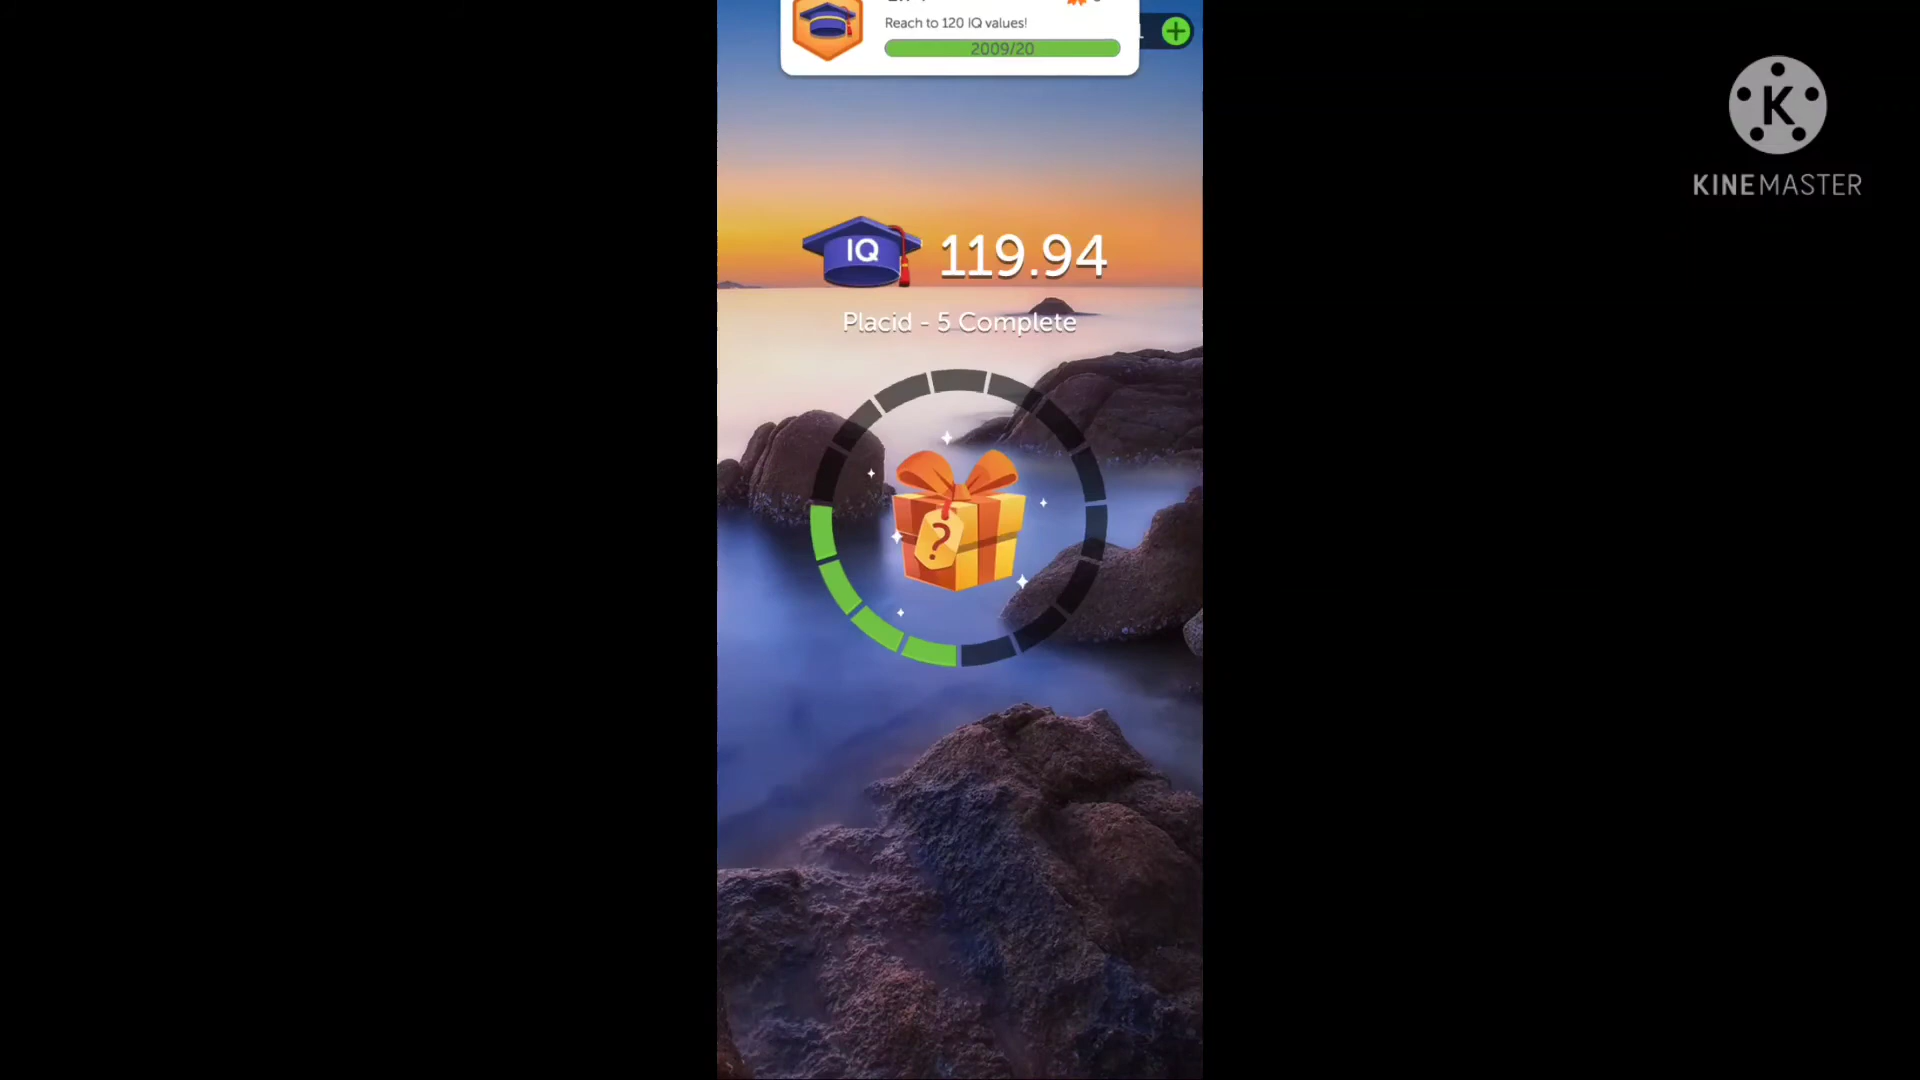 Reach to 120 IQ values!
2009/20
IQ 119.94
Placid - 5 Complete
?
K
KINEMASTER